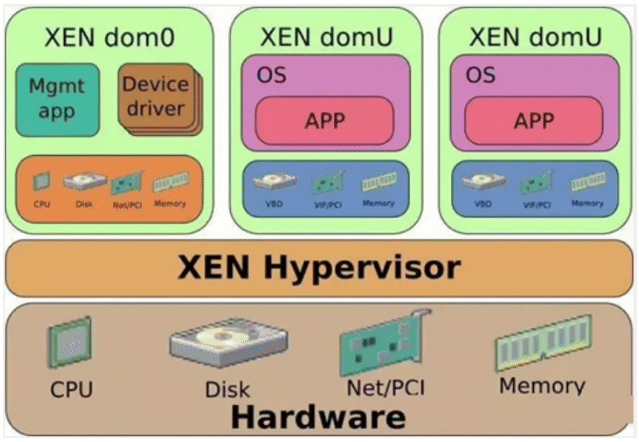 XEN dom0
Mgmt
app
Device
driver
CPU
Disk
Net/PCI
Memory
XEN domU
OS
APP
VBD
VIF/PCI
Memory
XEN domU
OS
APP
VBD
VIF/PCI
Memory
XEN Hypervisor
CPU
Disk
Net/PCI
Memory
Hardware